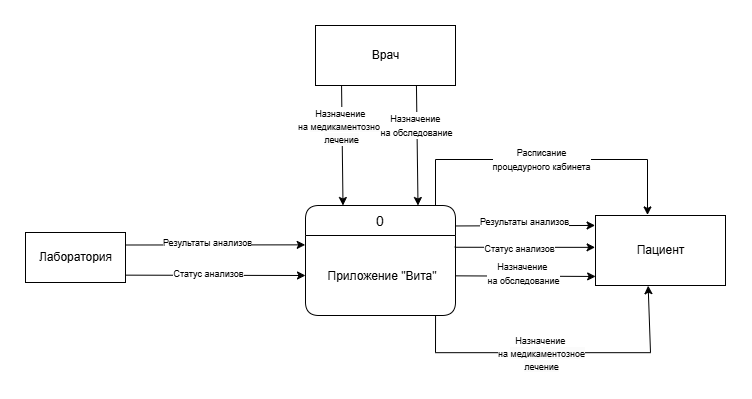 Врач
Назначение
на медикаментозно
лечение
Назначение
на обследование
Расписание
процедурного кабинета
0
Приложение "Вита"
Лаборатория
Результаты анализов
Статус анализов
Результаты анализов
Статус анализов
Назначение
на обследование
Пациент
Назначение
на медикаментозное
лечение